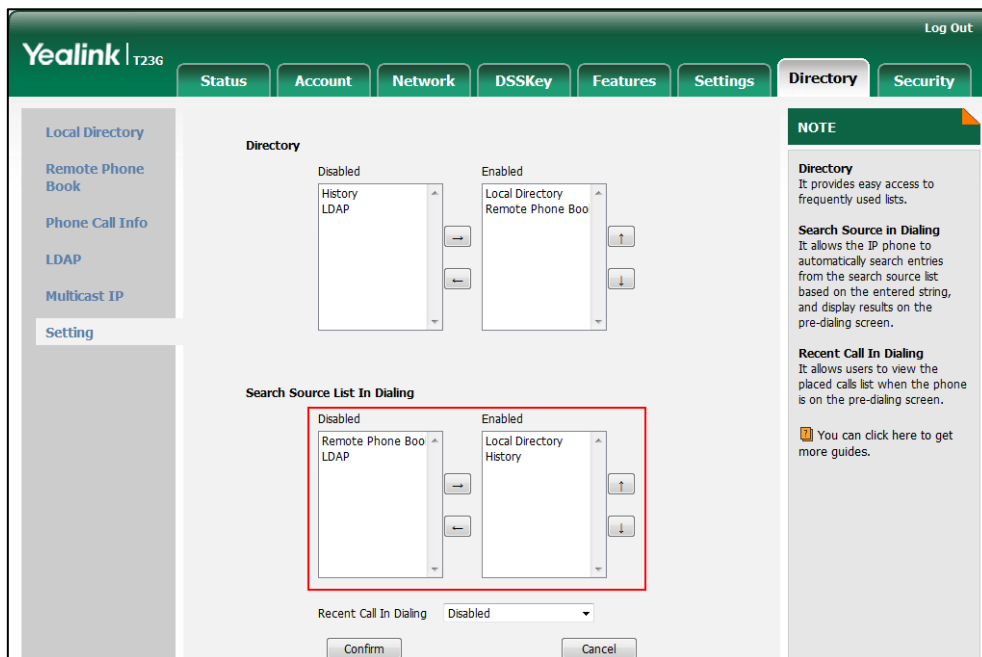 Log Out
Yealink | T23G
Status
Account
Network
DSSKey
Features
Settings
Directory
Security
Local Directory
Remote Phone
Book
Phone Call Info
LDAP
Multicast IP
Setting
Directory
Disabled
Enabled
History
LDAP
Local Directory
Remote Phone Boo
→
←
↑
↓
Search Source List In Dialing
Disabled
Enabled
Remote Phone Boo
LDAP
Local Directory
History
→
←
↑
↓
Recent Call In Dialing
Disabled
Confirm
Cancel
NOTE
Directory
It provides easy access to
frequently used lists.
Search Source in Dialing
It allows the IP phone to
automatically search entries
from the search source list
based on the entered string,
and display results on the
pre-dialing screen.
Recent Call In Dialing
It allows users to view the
placed calls list when the phone
is on the pre-dialing screen.
? You can click here to get
more guides.